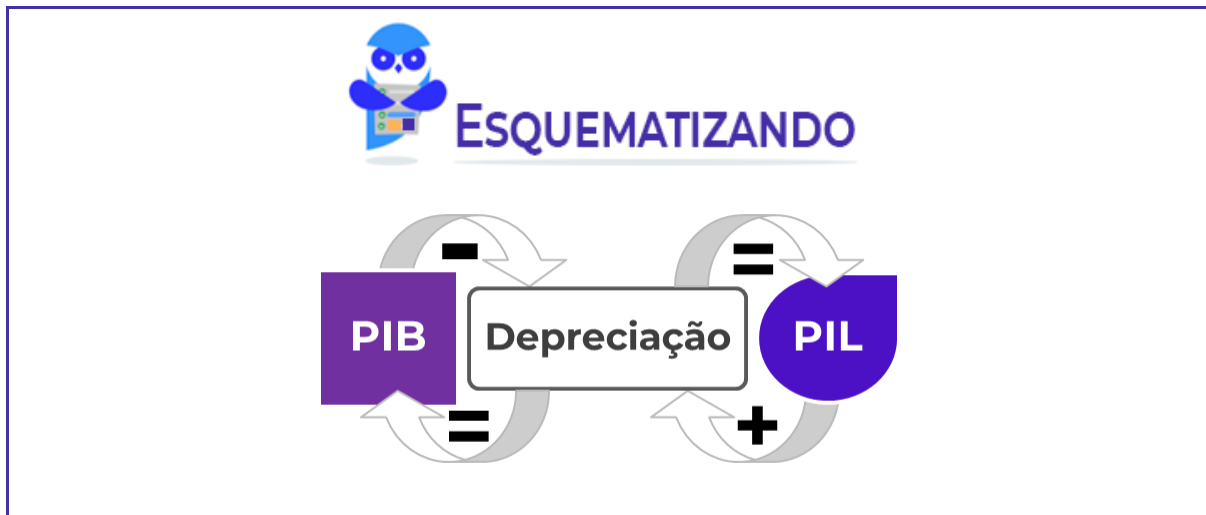 ESQUEMATIZANDO
-
=
PIB
Depreciação
PIL
=
+